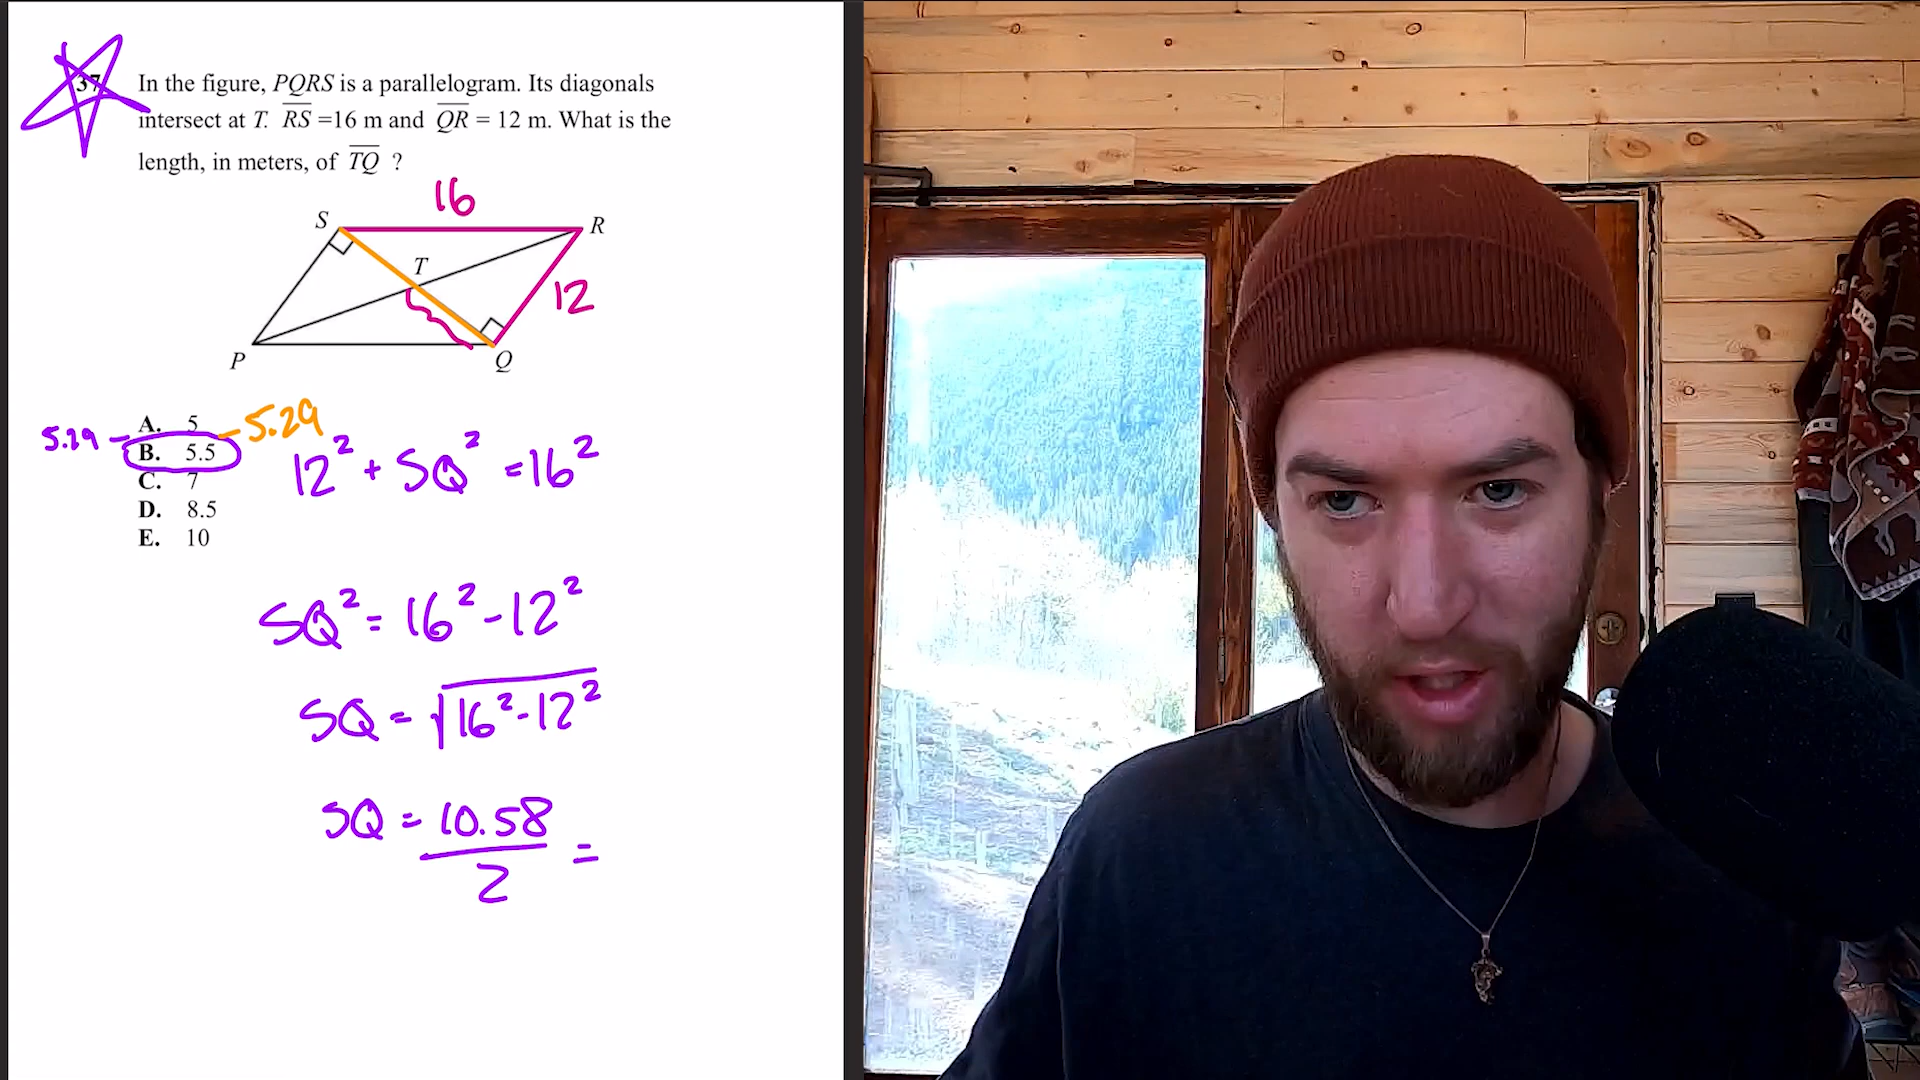 37. In the figure, PQRS is a parallelogram. Its diagonals
intersect at T. RS =16 m and QR = 12 m. What is the
length, in meters, of TQ ?
16
S
R
T
12
P
Q
A. 5
5.29
5.29
B. 5.5
C. 7
D. 8.5
E. 10
12² + SQ² = 16²
SQ² = 16² - 12²
SQ = √16² - 12²
SQ = 10.58
2
=